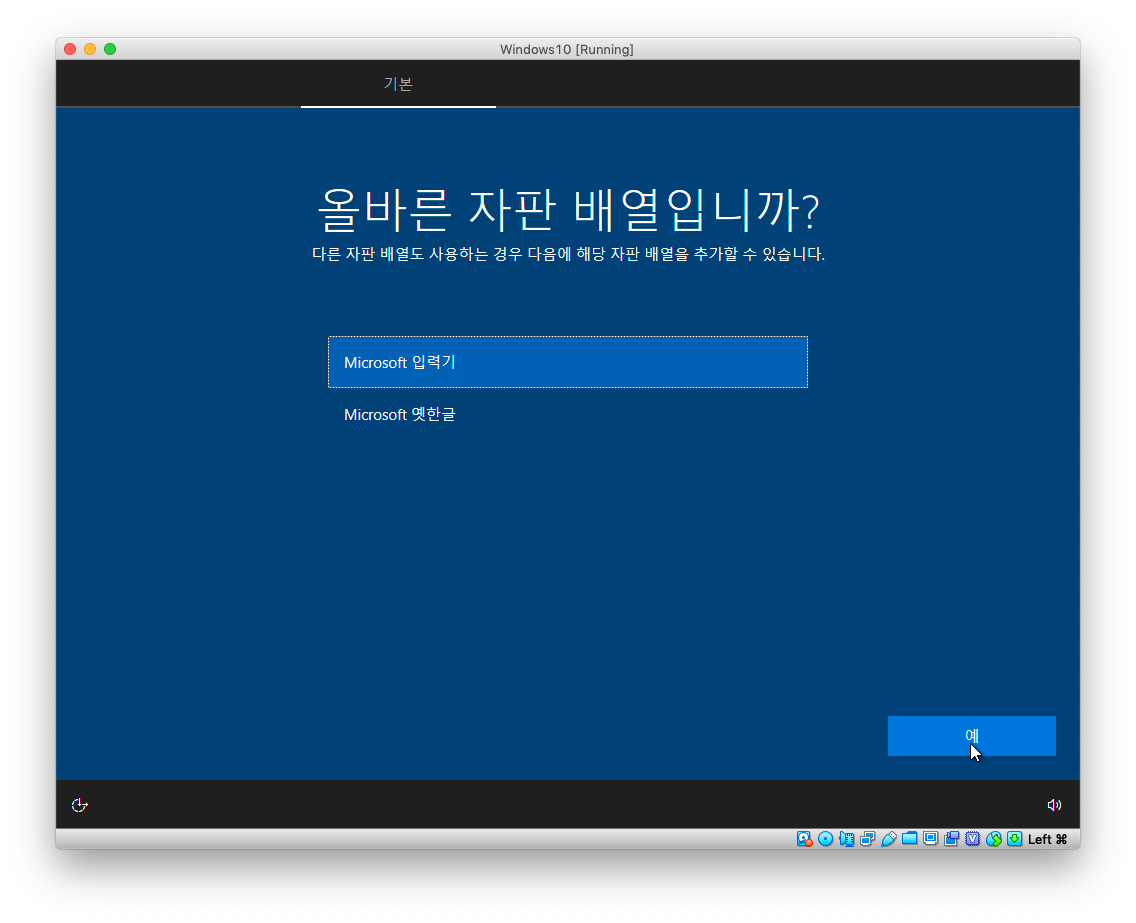 Windows10 [Running]
기본
올바른 자판 배열입니까?
다른 자판 배열도 사용하는 경우 다음에 해당 자판 배열을 추가할 수 있습니다.
Microsoft 입력기
Microsoft 옛한글
예
Left ⌘